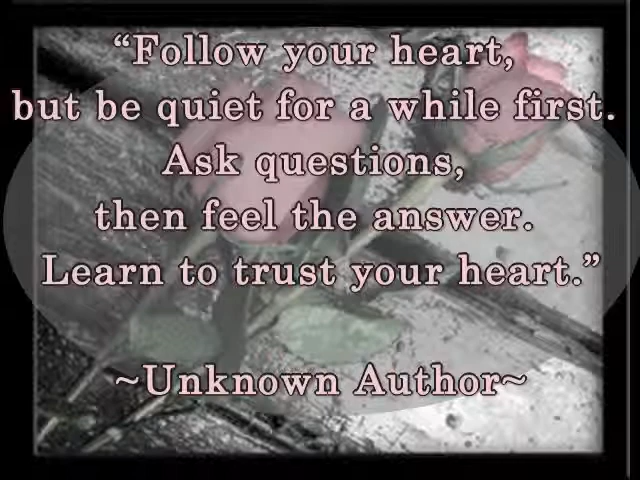 “Follow your heart,
but be quiet for a while first.
Ask questions,
then feel the answer.
Learn to trust your heart.”
~Unknown Author~